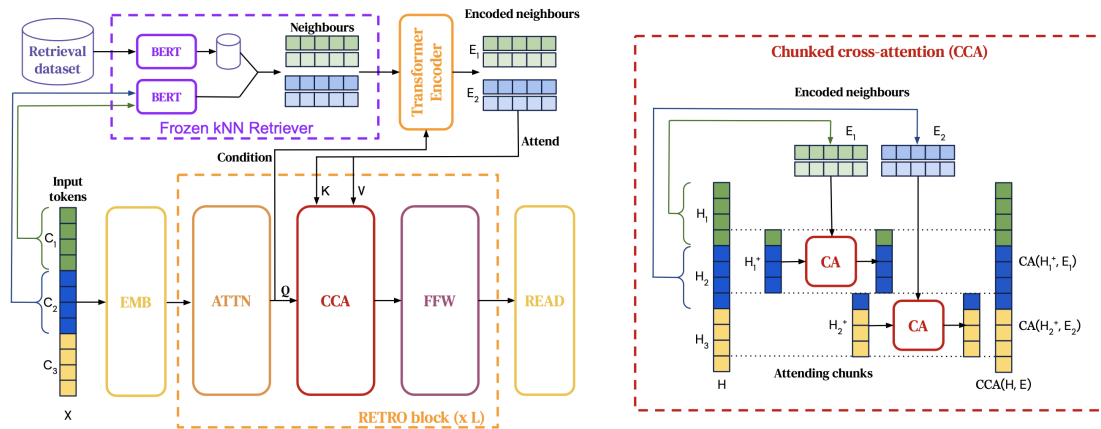 Retrieval
dataset
BERT
BERT
Neighbours
Frozen kNN Retriever
Transformer
Encoder
Encoded neighbours
E1
E2
Condition
Attend
K
V
Input
tokens
C1
C2
C3
X
EMB
ATTN
Q
CCA
FFW
READ
RETRO block (x L)
Chunked cross-attention (CCA)
Encoded neighbours
E1
E2
H1
H2
H3
H
H1+
CA
H2+
CA
CA(H1+, E1)
CA(H2+, E2)
Attending chunks
CCA(H, E)